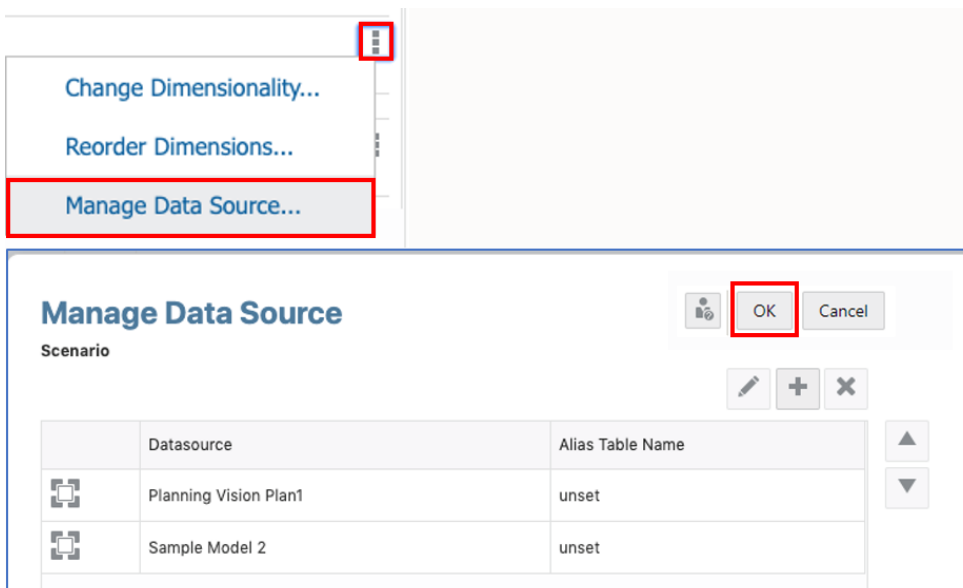 Change Dimensionality...
Reorder Dimensions...
Manage Data Source...
Manage Data Source
OK
Cancel
Scenario
Datasource
Alias Table Name
Planning Vision Plan1
unset
Sample Model 2
unset